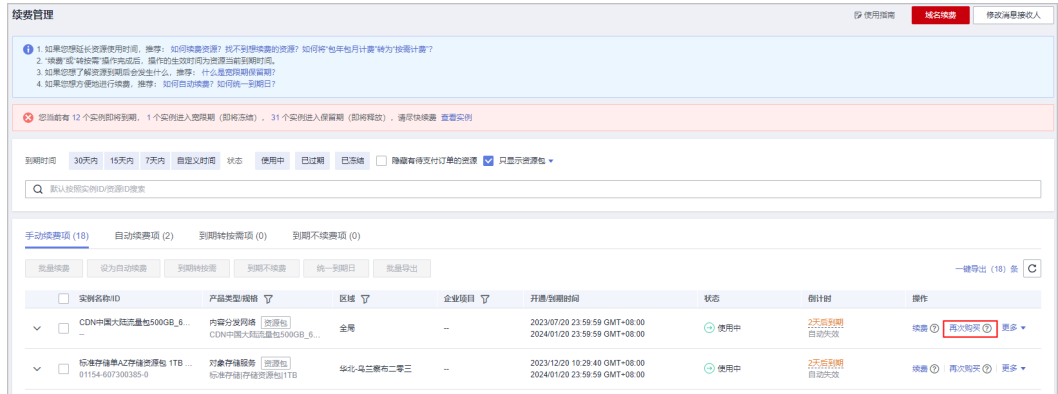 续费管理
使用指南
域名续费
修改消息接收人
1. 如果您想延长资源使用时间，推荐： 如何续费资源？找不到想续费的资源？如何将“包年包月计费”转为“按需计费”？
2. “续费”或“转按需”操作完成后，操作的生效时间为资源当前到期时间。
3. 如果您想了解资源到期后会发生什么，推荐： 什么是宽限期保留期？
4. 如果您想方便地进行续费，推荐： 如何自动续费？如何统一到期日？
您当前有 12 个实例即将到期， 1 个实例进入宽限期（即将冻结），31 个实例进入保留期（即将释放），请尽快续费 查看实例
到期时间 30天内 15天内 7天内 自定义时间 状态 使用中 已过期 已冻结 隐藏有待支付订单的资源 只显示资源包
默认按照实例ID/资源ID搜索
手动续费项 (18) 自动续费项 (2) 到期转按需项 (0) 到期不续费项 (0)
批量续费 设为自动续费 到期转按需 到期不续费 统一到期日 批量导出 一键导出（18）条
实例名称/ID 产品类型/规格 区域 企业项目 开通/到期时间 状态 倒计时 操作
CDN中国大陆流量包500GB_6... 内容分发网络 资源包 全局 -- 2023/07/20 23:59:59 GMT+08:00 使用中 2天后到期 续费 再次购买 更多
-- CDN中国大陆流量包500GB_6... 2024/01/20 23:59:59 GMT+08:00 自动失效
标准存储单AZ存储资源包 1TB ... 对象存储服务 资源包 华北-乌兰察布二零三 -- 2023/12/20 10:29:40 GMT+08:00 使用中 2天后到期 续费 再次购买 更多
01154-607300385-0 标准存储|存储资源包|1TB 2024/01/20 23:59:59 GMT+08:00 自动失效